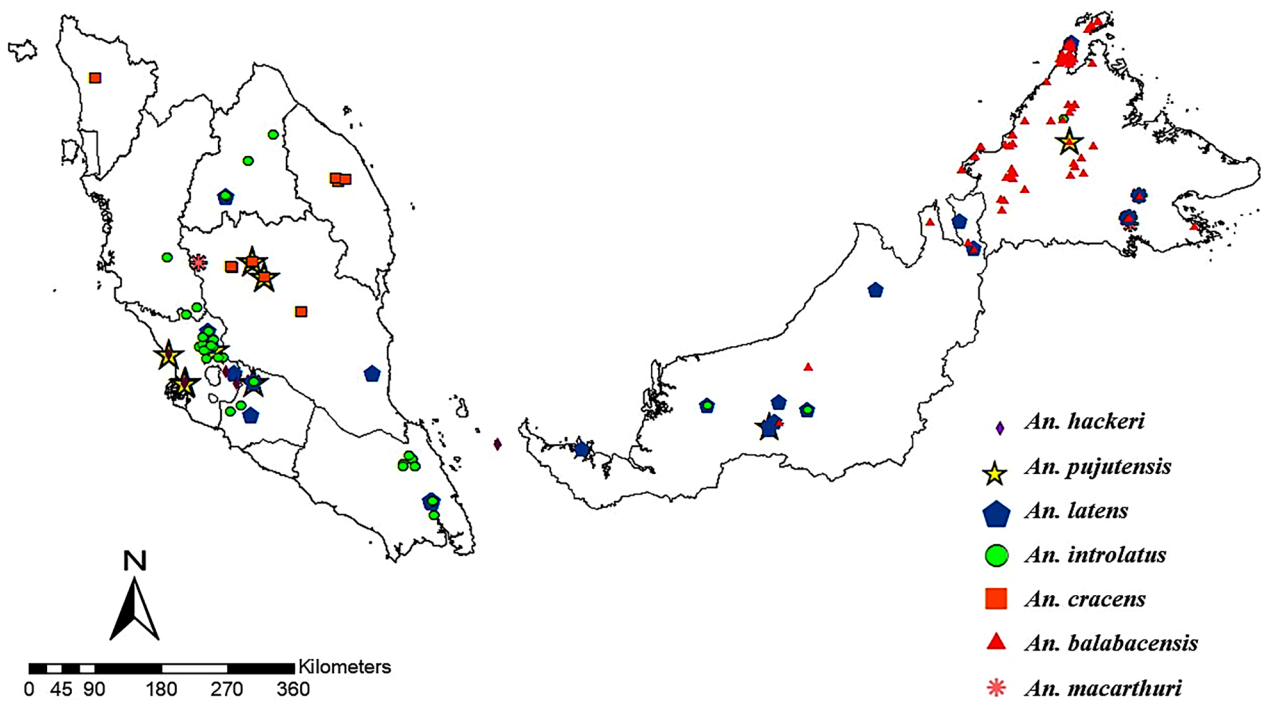 An. hackeri
An. pujutensis
An. latens
An. introlatus
An. cracens
An. balabacensis
An. macarthuri
N
Kilometers
0 45 90 180 270 360